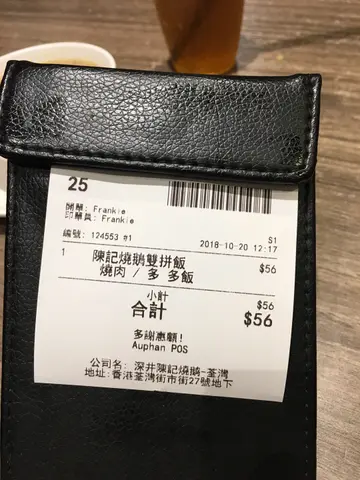 25
開單: Frankie
印單員: Frankie
S1
編號: 124553 #1 2018-10-20 12:17
1 陳記燒鵝雙拼飯 $56
燒肉 / 多 多飯
小計 $56
合計 $56
多謝惠顧!
Auphan POS
公司名: 深井陳記燒鵝-荃灣
地址:香港荃灣街市街27號地下